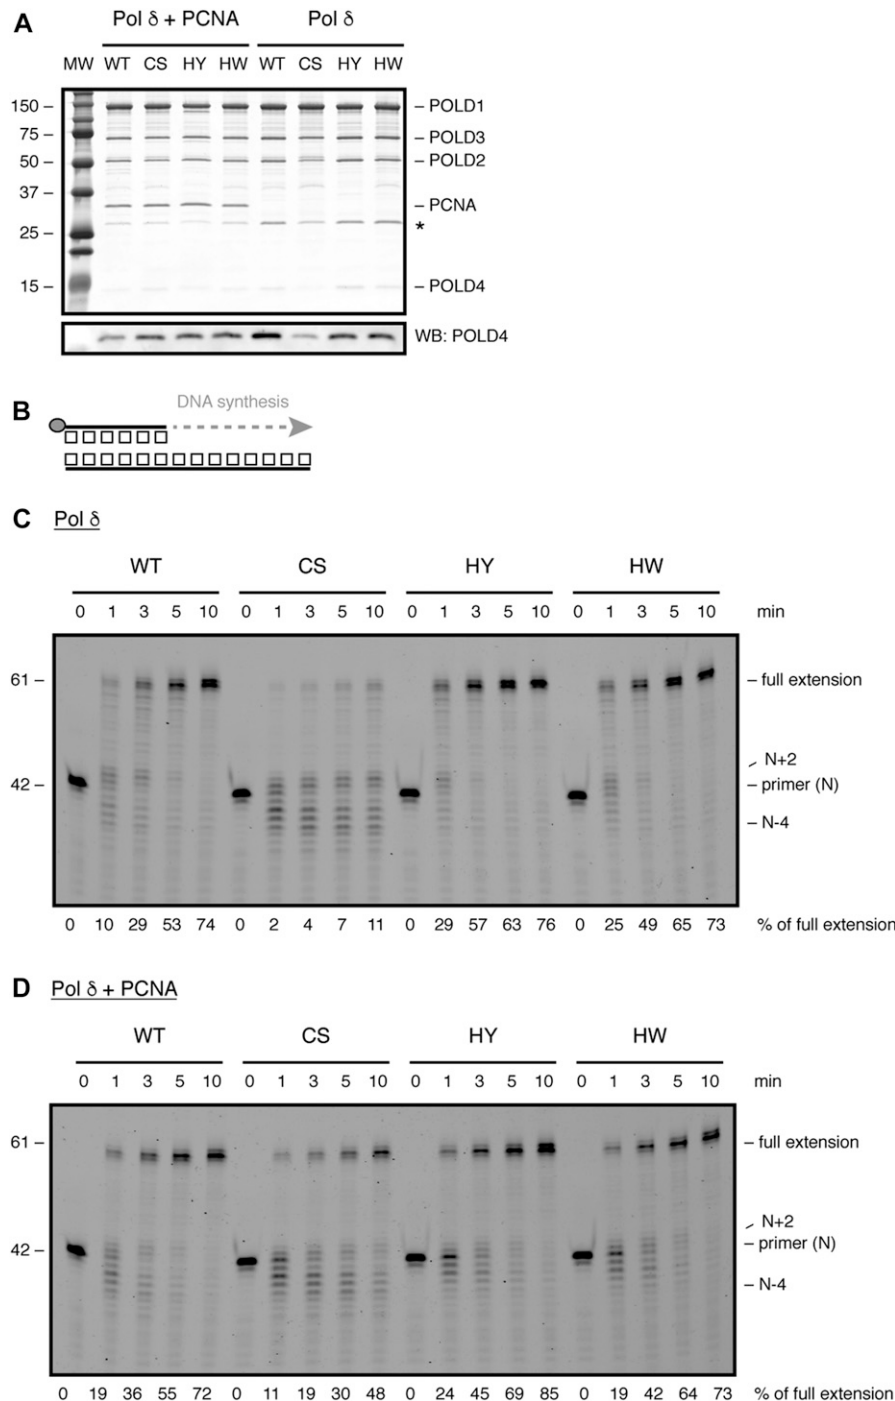 A
Pol δ + PCNA Pol δ
MW WT CS HY HW WT CS HY HW
150 – – POLD1
75 – – POLD3
50 – – POLD2
37 –
– PCNA
*
25 –
15 – – POLD4
WB: POLD4
B
DNA synthesis
C Pol δ
WT CS HY HW
0 1 3 5 10 0 1 3 5 10 0 1 3 5 10 0 1 3 5 10 min
61 – – full extension
N+2
42 – – primer (N)
– N-4
0 10 29 53 74 0 2 4 7 11 0 29 57 63 76 0 25 49 65 73 % of full extension
D Pol δ + PCNA
WT CS HY HW
0 1 3 5 10 0 1 3 5 10 0 1 3 5 10 0 1 3 5 10 min
61 – – full extension
N+2
42 – – primer (N)
– N-4
0 19 36 55 72 0 11 19 30 48 0 24 45 69 85 0 19 42 64 73 % of full extension